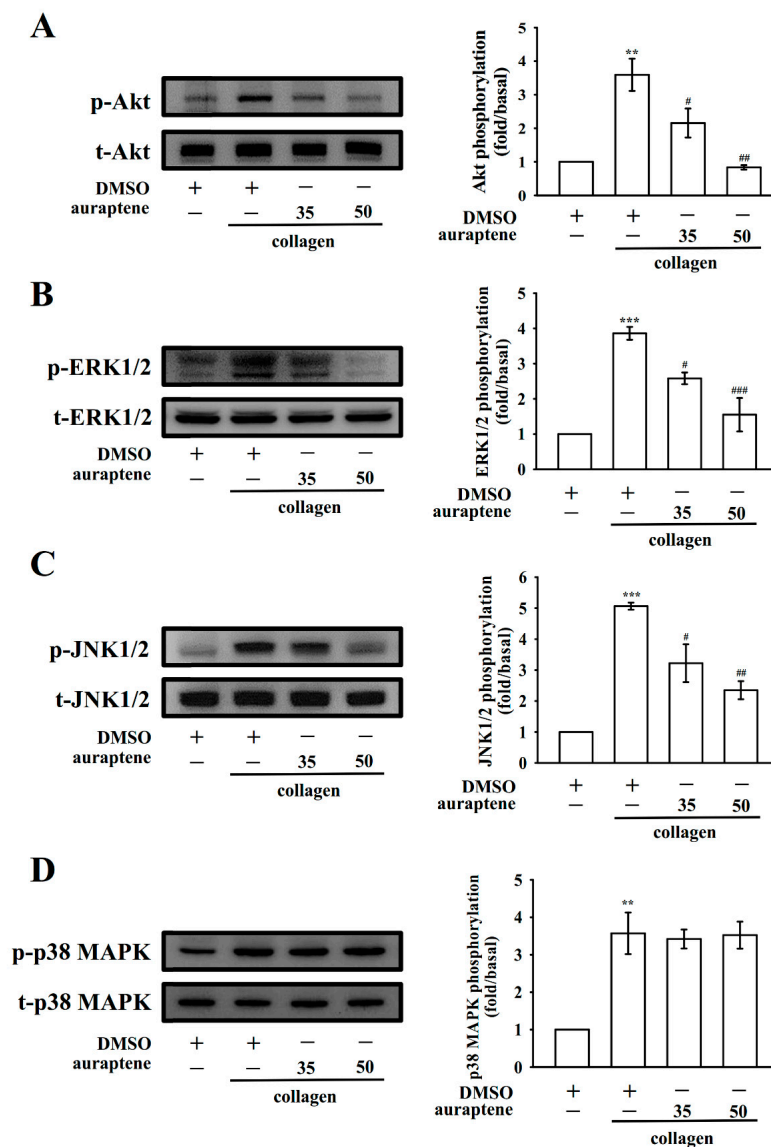 A
p-Akt
t-Akt
DMSO + + − −
auraptene − − 35 50
collagen
Akt phosphorylation
(fold/basal)
5
4
3
2
1
0
**
#
##
DMSO + + − −
auraptene − − 35 50
collagen
B
p-ERK1/2
t-ERK1/2
DMSO + + − −
auraptene − − 35 50
collagen
ERK1/2 phosphorylation
(fold/basal)
5
4
3
2
1
0
***
#
###
DMSO + + − −
auraptene − − 35 50
collagen
C
p-JNK1/2
t-JNK1/2
DMSO + + − −
auraptene − − 35 50
collagen
JNK1/2 phosphorylation
(fold/basal)
6
5
4
3
2
1
0
***
#
##
DMSO + + − −
auraptene − − 35 50
collagen
D
p-p38 MAPK
t-p38 MAPK
DMSO + + − −
auraptene − − 35 50
collagen
p38 MAPK phosphorylation
(fold/basal)
5
4
3
2
1
0
**
DMSO + + − −
auraptene − − 35 50
collagen